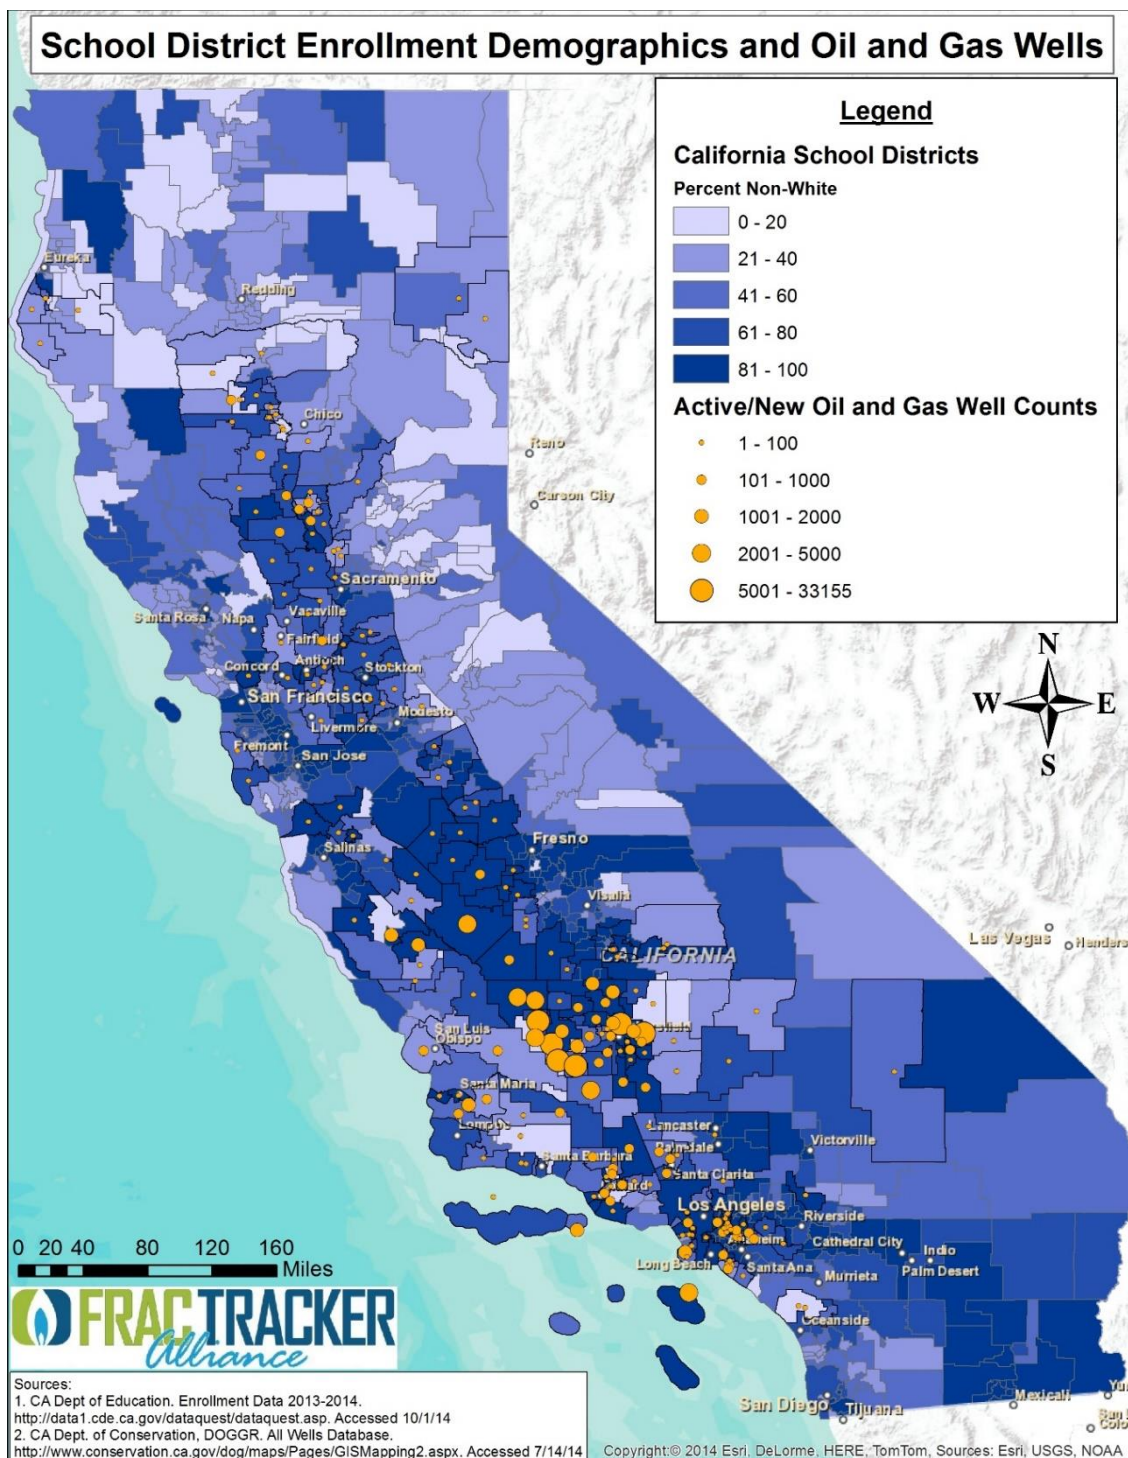 School District Enrollment Demographics and Oil and Gas Wells
Legend
California School Districts
Percent Non-White
0 - 20
21 - 40
41 - 60
61 - 80
81 - 100
Active/New Oil and Gas Well Counts
1 - 100
101 - 1000
1001 - 2000
2001 - 5000
5001 - 33155
Eureka
Redding
Chico
Reno
Carson City
Sacramento
Santa Rosa
Napa
Vacaville
Fairfield
Concord
Antioch
Stockton
San Francisco
Modesto
Livermore
Fremont
San Jose
N
W
E
S
Salinas
Fresno
Visalia
CALIFORNIA
Las Vegas
Henders
San Luis
Obispo
Santa Maria
Lompoc
Santa Barbara
Lancaster
Palmdale
Victorville
Santa Clarita
Los Angeles
Riverside
Anaheim
Cathedral City
Indio
Long Beach
Santa Ana
Palm Desert
Murrieta
Oceanside
San Diego
Tijuana
Mexicali
Yu
San L
Colo
0 20 40 80 120 160
Miles
FRACTRACKER
Alliance
Sources:
1. CA Dept of Education. Enrollment Data 2013-2014.
http://data1.cde.ca.gov/dataquest/dataquest.asp. Accessed 10/1/14
2. CA Dept. of Conservation, DOGGR. All Wells Database.
http://www.conservation.ca.gov/dog/maps/Pages/GISMapping2.aspx. Accessed 7/14/14
Copyright:© 2014 Esri, DeLorme, HERE, TomTom, Sources: Esri, USGS, NOAA